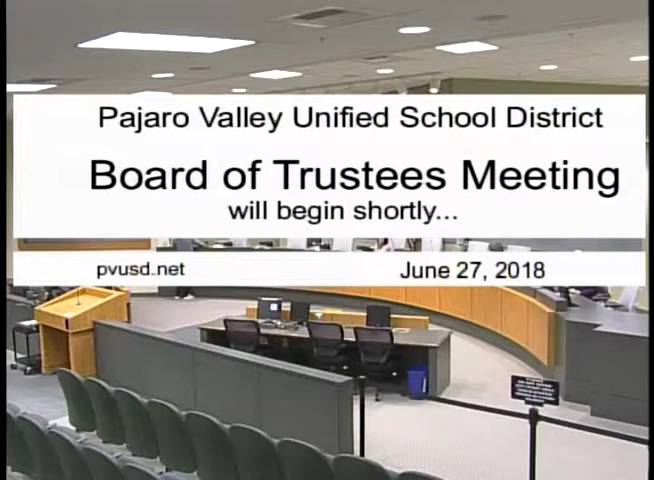 Pajaro Valley Unified School District
Board of Trustees Meeting
will begin shortly...
pvusd.net
June 27, 2018